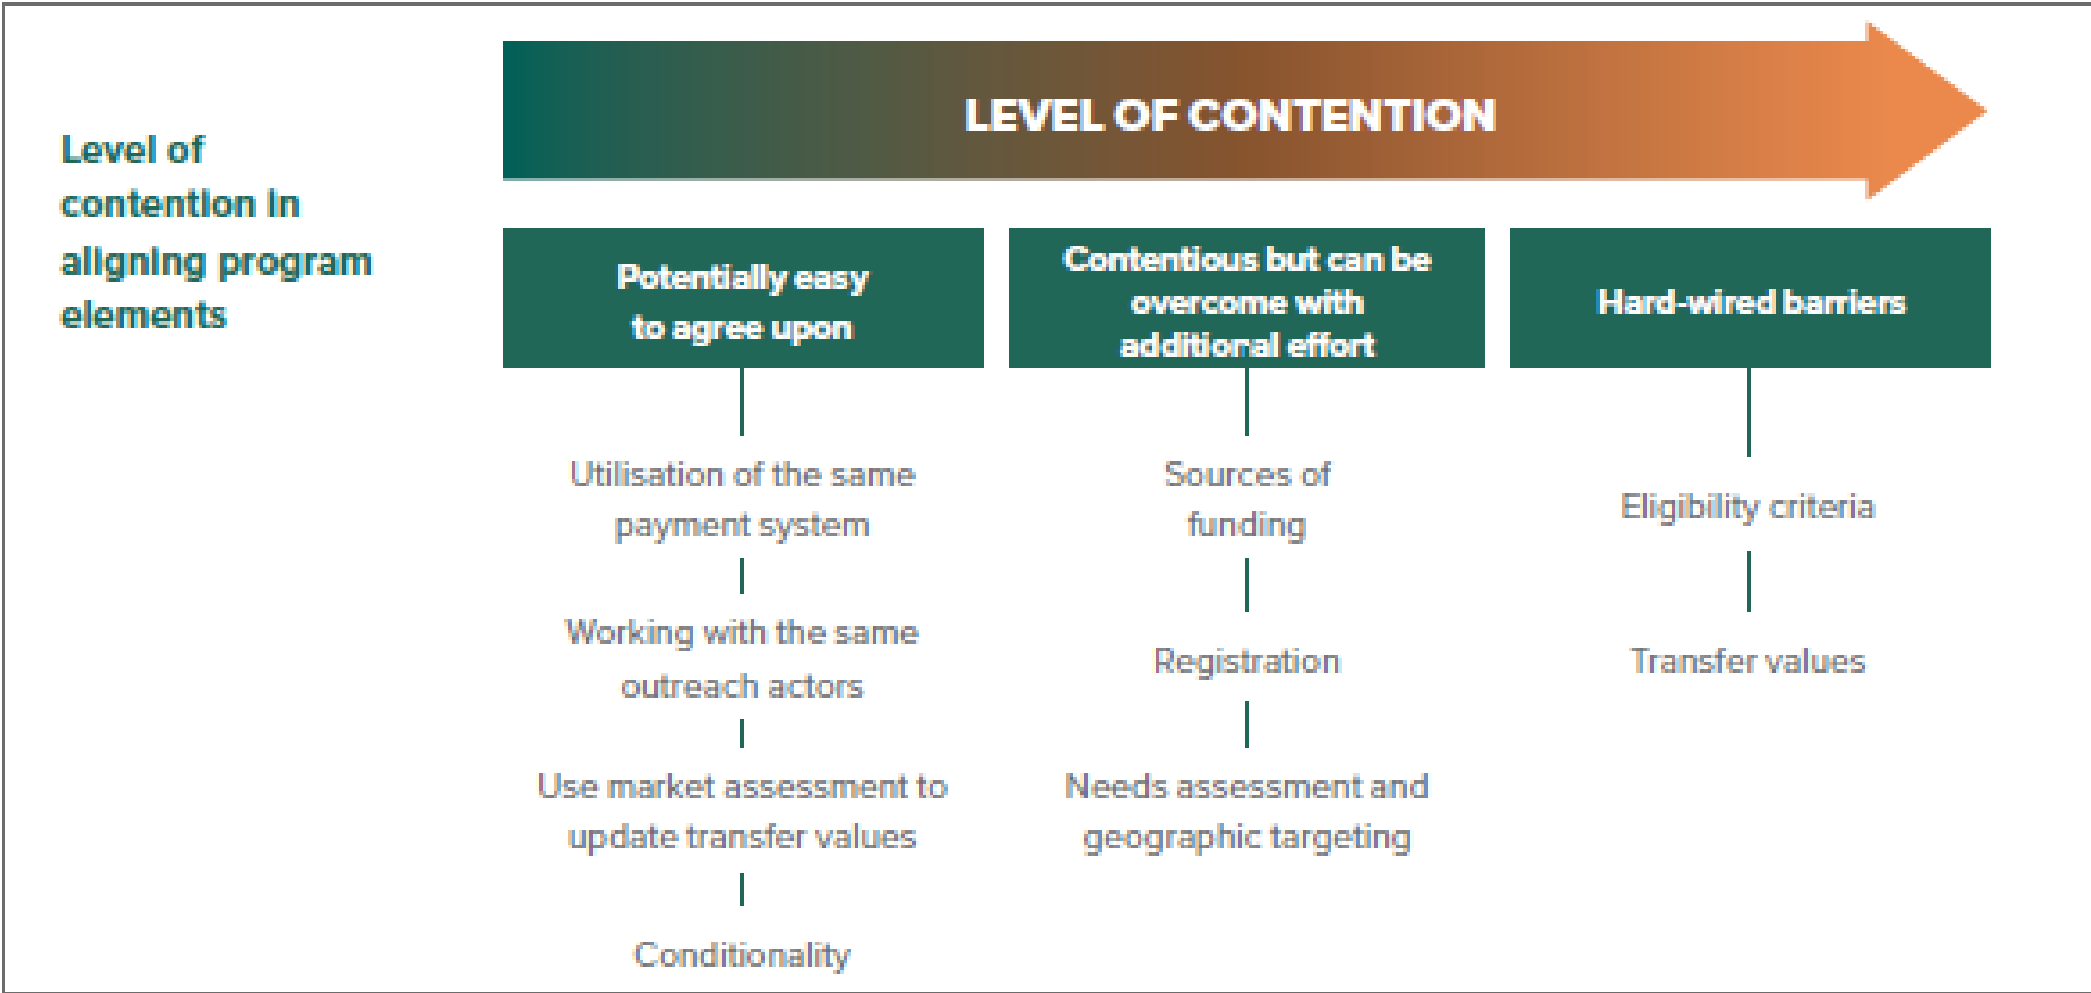 Level of
contention in
aligning program
elements
LEVEL OF CONTENTION
Potentially easy
to agree upon
Utilisation of the same
payment system
Working with the same
outreach actors
Use market assessment to
update transfer values
Conditionality
Contentious but can be
overcome with
additional effort
Sources of
funding
Registration
Needs assessment and
geographic targeting
Hard-wired barriers
Eligibility criteria
Transfer values